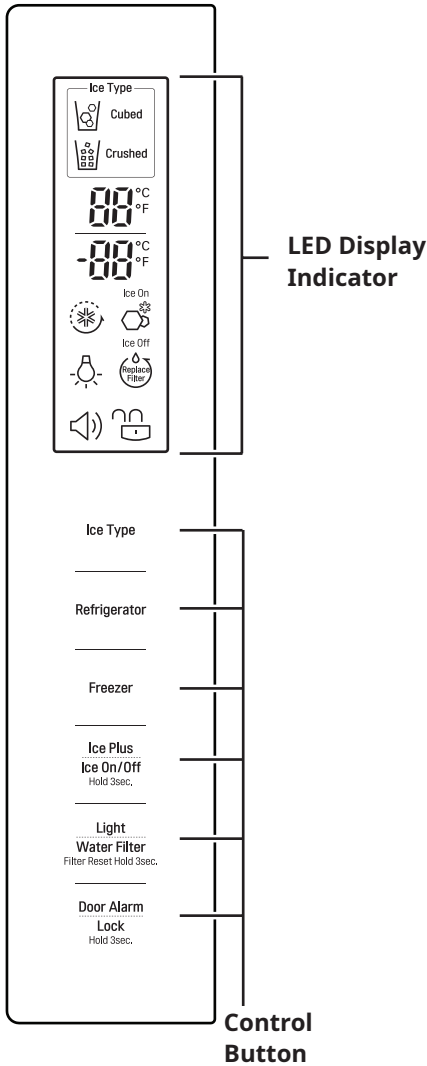 Ice Type
Cubed
Crushed
88 °C °F
-88 °C °F
Ice On
Ice Off
Replace
Filter
LED Display
Indicator
Ice Type
Refrigerator
Freezer
Ice Plus
Ice On/Off
Hold 3sec.
Light
Water Filter
Filter Reset Hold 3sec.
Door Alarm
Lock
Hold 3sec.
Control
Button